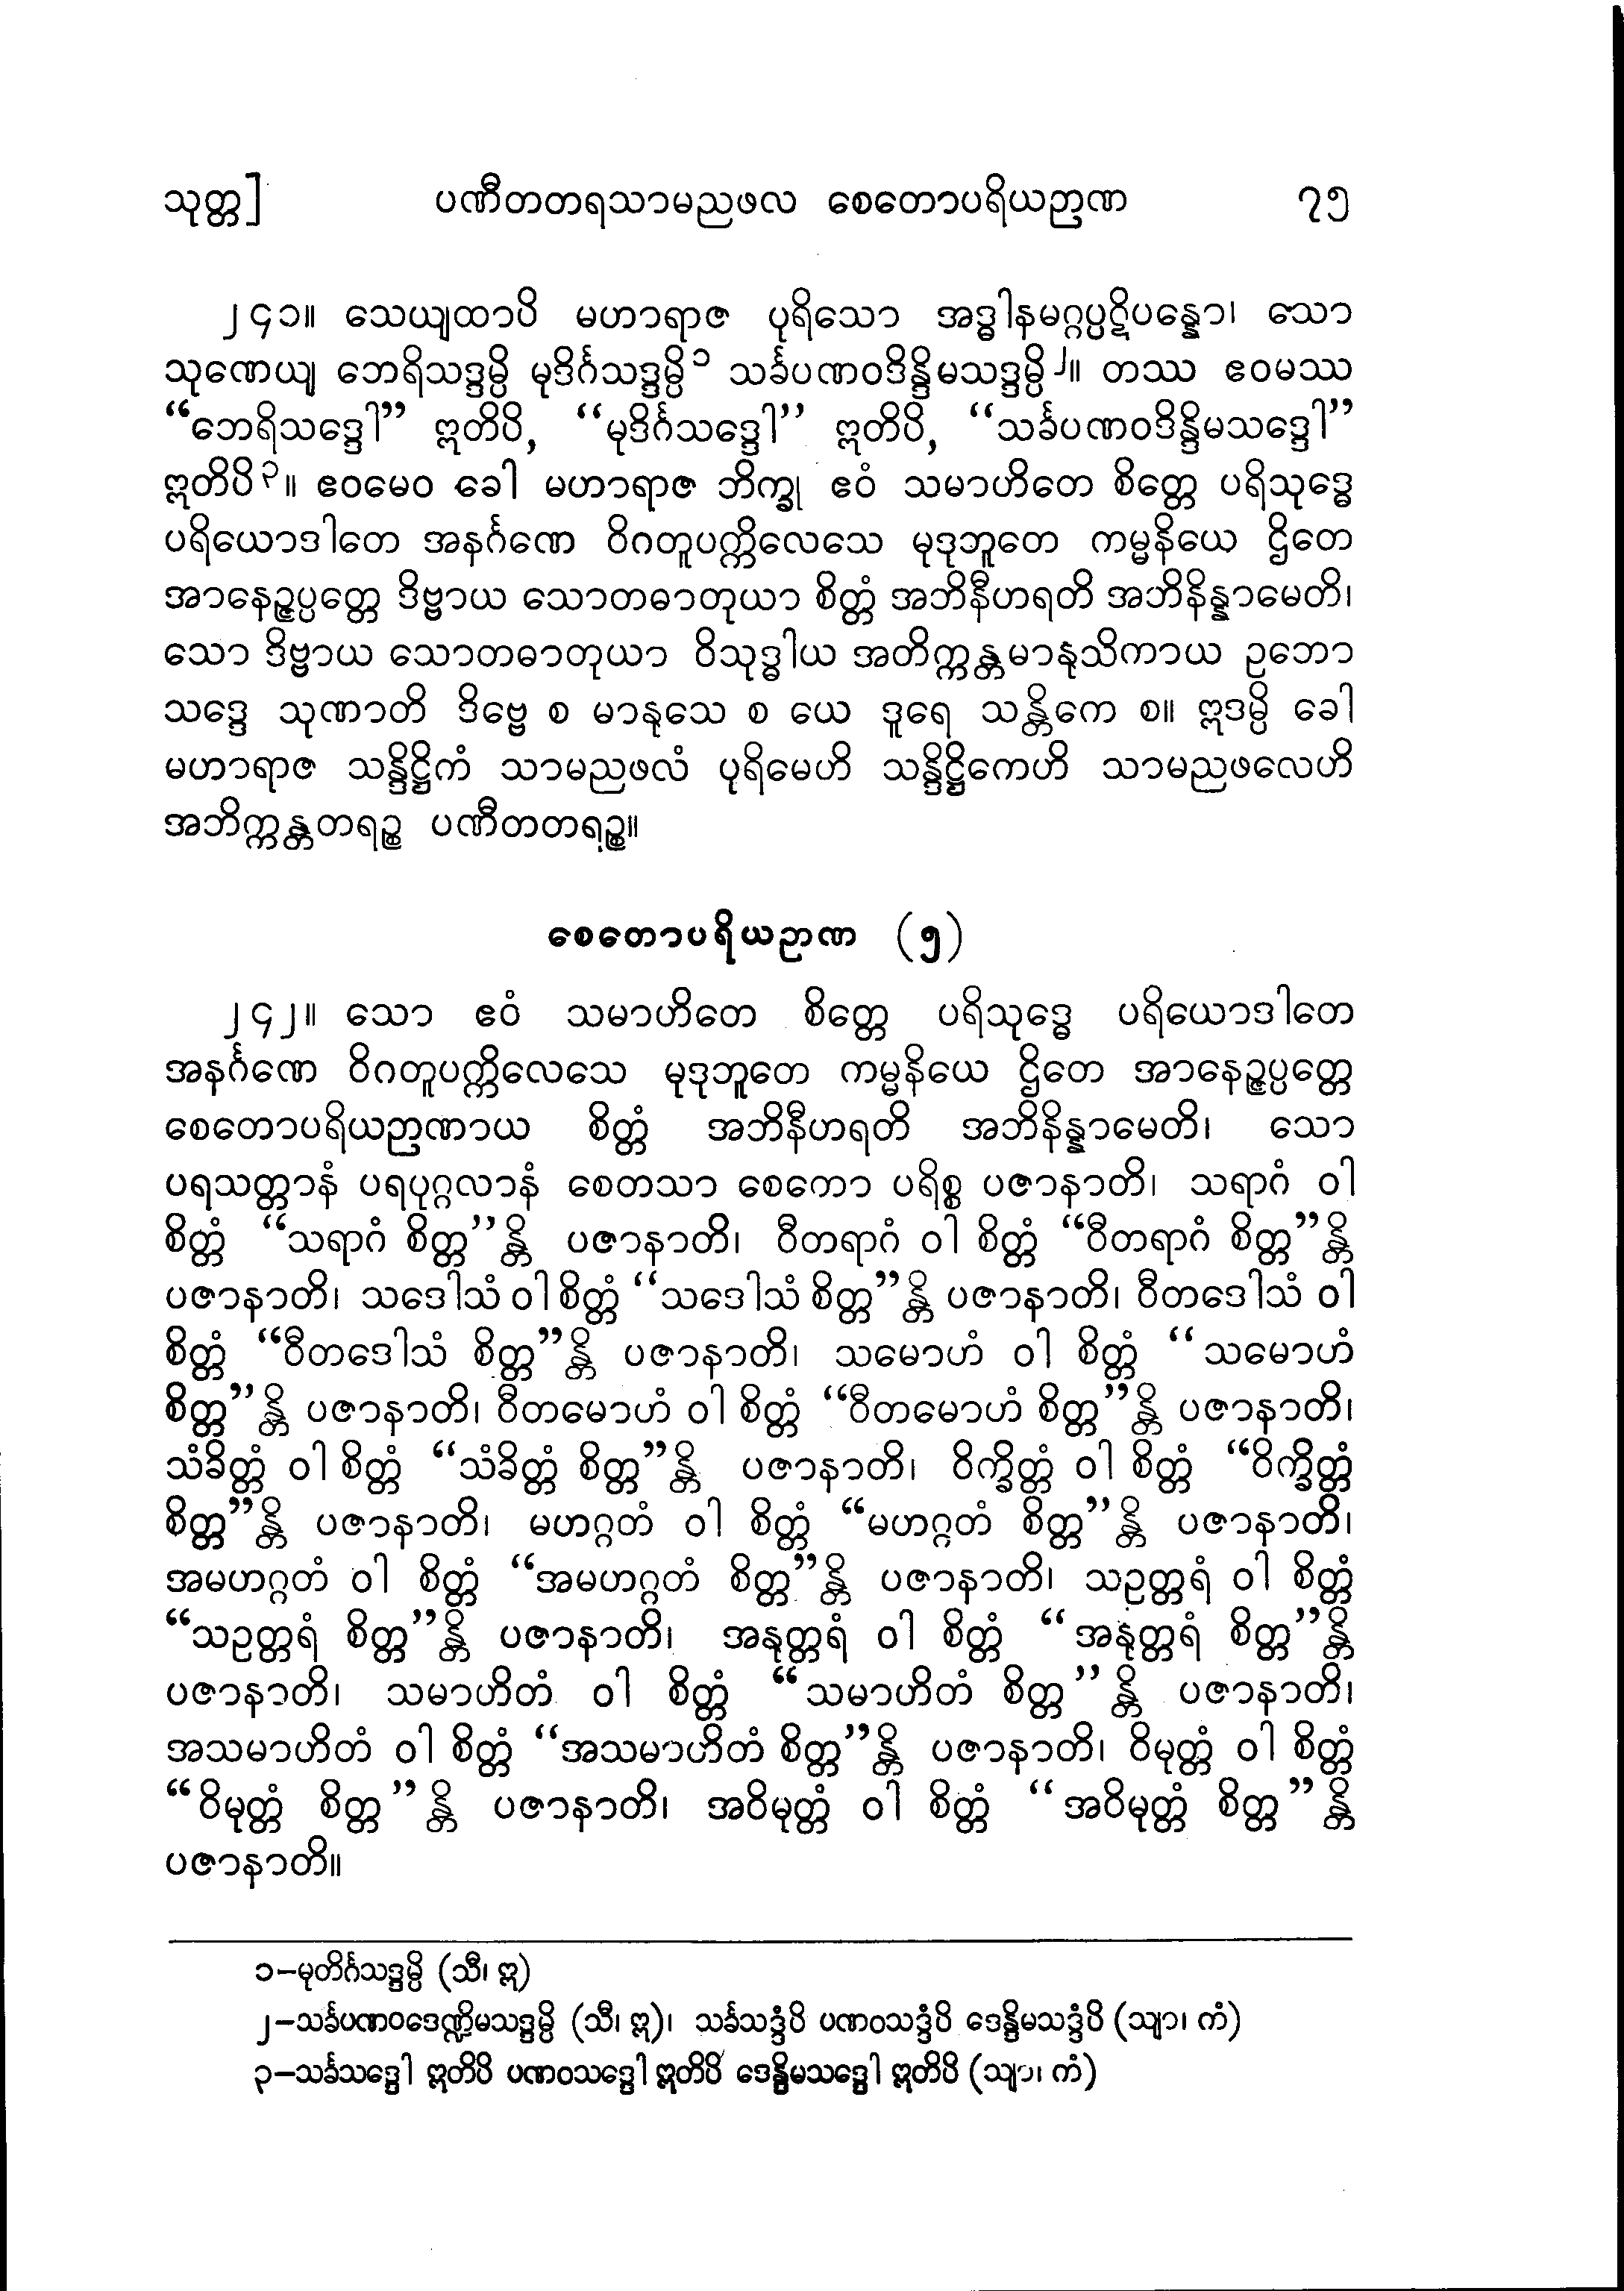 သုတ္တ] ပဏီတတရသာမညဖလ စေတောပရိယဉာဏ ၇၅
၂၄၁။ သေယျထာပိ မဟာရာဇ ပုရိသော အဒ္ဓါနမဂ္ဂပ္ပဋိပန္နော၊ သော
သုဏေယျ ဘေရိသဒ္ဒမ္ပိ မုဒိင်္ဂသဒ္ဒမ္ပိ ၁ သင်္ခပဏဝဒိန္ဒိမသဒ္ဒမ္ပိ ၂။ တဿ ဧဝမဿ
“ဘေရိသဒ္ဒေါ” ဣတိပိ, “မုဒိင်္ဂသဒ္ဒေါ” ဣတိပိ, “သင်္ခပဏဝဒိန္ဒိမသဒ္ဒေါ”
ဣတိပိ ၃။ ဧဝမေဝ ခေါ မဟာရာဇ ဘိက္ခု ဧဝံ သမာဟိတေ စိတ္တေ ပရိသုဒ္ဓေ
ပရိယောဒါတေ အနင်္ဂဏေ ဝိဂတူပက္ကိလေသေ မုဒုဘူတေ ကမ္မနိယေ ဌိတေ
အာနေဉ္ဇပ္ပတ္တေ ဒိဗ္ဗာယ သောတဓာတုယာ စိတ္တံ အဘိနီဟရတိ အဘိနိန္နာမေတိ၊
သော ဒိဗ္ဗာယ သောတဓာတုယာ ဝိသုဒ္ဓါယ အတိက္ကန္တမာနုသိကာယ ဥဘော
သဒ္ဒေ သုဏာတိ ဒိဗ္ဗေ စ မာနုသေ စ ယေ ဒူရေ သန္တိကေ စ။ ဣဒမ္ပိ ခေါ
မဟာရာဇ သန္ဒိဋ္ဌိကံ သာမညဖလံ ပုရိမေဟိ သန္ဒိဋ္ဌိကေဟိ သာမညဖလေဟိ
အဘိက္ကန္တတရဉ္စ ပဏီတတရဉ္စ။
စေတောပရိယဉာဏ (၅)
၂၄၂။ သော ဧဝံ သမာဟိတေ စိတ္တေ ပရိသုဒ္ဓေ ပရိယောဒါတေ
အနင်္ဂဏေ ဝိဂတူပက္ကိလေသေ မုဒုဘူတေ ကမ္မနိယေ ဌိတေ အာနေဉ္ဇပ္ပတ္တေ
စေတောပရိယဉာဏာယ စိတ္တံ အဘိနီဟရတိ အဘိနိန္နာမေတိ၊ သော
ပရသတ္တာနံ ပရပုဂ္ဂလာနံ စေတသာ စေကော ပရိစ္စ ပဇာနာတိ၊ သရာဂံ ဝါ
စိတ္တံ “သရာဂံ စိတ္တ”န္တိ ပဇာနာတိ၊ ဝီတရာဂံ ဝါ စိတ္တံ “ဝီတရာဂံ စိတ္တ”န္တိ
ပဇာနာတိ၊ သဒေါသံ ဝါ စိတ္တံ “သဒေါသံ စိတ္တ”န္တိ ပဇာနာတိ၊ ဝီတဒေါသံ ဝါ
စိတ္တံ “ဝီတဒေါသံ စိတ္တ”န္တိ ပဇာနာတိ၊ သမောဟံ ဝါ စိတ္တံ “သမောဟံ
စိတ္တ”န္တိ ပဇာနာတိ၊ ဝီတမောဟံ ဝါ စိတ္တံ “ဝီတမောဟံ စိတ္တ”န္တိ ပဇာနာတိ၊
သံခိတ္တံ ဝါ စိတ္တံ “သံခိတ္တံ စိတ္တ”န္တိ ပဇာနာတိ၊ ဝိက္ခိတ္တံ ဝါ စိတ္တံ “ဝိက္ခိတ္တံ
စိတ္တ”န္တိ ပဇာနာတိ၊ မဟဂ္ဂတံ ဝါ စိတ္တံ “မဟဂ္ဂတံ စိတ္တ”န္တိ ပဇာနာတိ၊
အမဟဂ္ဂတံ ဝါ စိတ္တံ “အမဟဂ္ဂတံ စိတ္တ”န္တိ ပဇာနာတိ၊ သဥတ္တရံ ဝါ စိတ္တံ
“သဥတ္တရံ စိတ္တ”န္တိ ပဇာနာတိ၊ အနုတ္တရံ ဝါ စိတ္တံ “အနုတ္တရံ စိတ္တ”န္တိ
ပဇာနာတိ၊ သမာဟိတံ ဝါ စိတ္တံ “သမာဟိတံ စိတ္တ”န္တိ ပဇာနာတိ၊
အသမာဟိတံ ဝါ စိတ္တံ “အသမာဟိတံ စိတ္တ”န္တိ ပဇာနာတိ၊ ဝိမုတ္တံ ဝါ စိတ္တံ
“ဝိမုတ္တံ စိတ္တ”န္တိ ပဇာနာတိ၊ အဝိမုတ္တံ ဝါ စိတ္တံ “အဝိမုတ္တံ စိတ္တ”န္တိ
ပဇာနာတိ။
၁–မုတိင်္ဂသဒ္ဒမ္ပိ (သီ၊ ဣ)
၂–သင်္ခပဏဝဒေဏ္ဍိမသဒ္ဒမ္ပိ (သီ၊ ဣ)၊ သင်္ခသဒ္ဒံပိ ပဏဝသဒ္ဒံပိ ဒေန္ဒိမသဒ္ဒံပိ (သျာ၊ ကံ)
၃–သင်္ခသဒ္ဒေါ ဣတိပိ ပဏဝသဒ္ဒေါ ဣတိပိ ဒေန္ဒိမသဒ္ဒေါ ဣတိပိ (သျာ၊ ကံ)